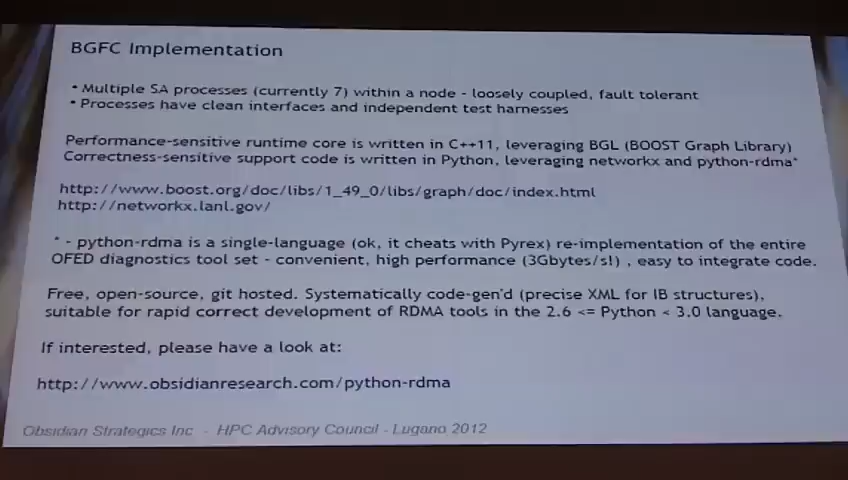 BGFC Implementation
• Multiple SA processes (currently 7) within a node - loosely coupled, fault tolerant
• Processes have clean interfaces and independent test harnesses
Performance-sensitive runtime core is written in C++11, leveraging BGL (BOOST Graph Library)
Correctness-sensitive support code is written in Python, leveraging networkx and python-rdma*
http://www.boost.org/doc/libs/1_49_0/libs/graph/doc/index.html
http://networkx.lanl.gov/
* - python-rdma is a single-language (ok, it cheats with Pyrex) re-implementation of the entire
OFED diagnostics tool set - convenient, high performance (3Gbytes/s!) , easy to integrate code.
Free, open-source, git hosted. Systematically code-gen'd (precise XML for IB structures),
suitable for rapid correct development of RDMA tools in the 2.6 <= Python < 3.0 language.
If interested, please have a look at:
http://www.obsidianresearch.com/python-rdma
Obsidian Strategics Inc - HPC Advisory Council - Lugano 2012